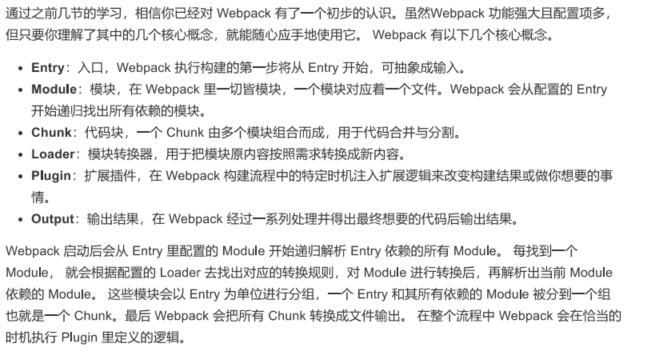 通过之前几节的学习，相信你已经对 Webpack 有了一个初步的认识。虽然Webpack 功能强大且配置项多，
但只要你理解了其中的几个核心概念，就能随心应手地使用它。 Webpack 有以下几个核心概念。
• Entry：入口，Webpack 执行构建的第一步将从 Entry 开始，可抽象成输入。
• Module：模块，在 Webpack 里一切皆模块，一个模块对应着一个文件。Webpack 会从配置的 Entry
开始递归找出所有依赖的模块。
• Chunk：代码块，一个 Chunk 由多个模块组合而成，用于代码合并与分割。
• Loader：模块转换器，用于把模块原内容按照需求转换成新内容。
• Plugin：扩展插件，在 Webpack 构建流程中的特定时机注入扩展逻辑来改变构建结果或做你想要的事
情。
• Output：输出结果，在 Webpack 经过一系列处理并得出最终想要的代码后输出结果。
Webpack 启动后会从 Entry 里配置的 Module 开始递归解析 Entry 依赖的所有 Module。 每找到一个
Module， 就会根据配置的 Loader 去找出对应的转换规则，对 Module 进行转换后，再解析出当前 Module
依赖的 Module。 这些模块会以 Entry 为单位进行分组，一个 Entry 和其所有依赖的 Module 被分到一个组
也就是一个 Chunk。最后 Webpack 会把所有 Chunk 转换成文件输出。 在整个流程中 Webpack 会在恰当的
时机执行 Plugin 里定义的逻辑。